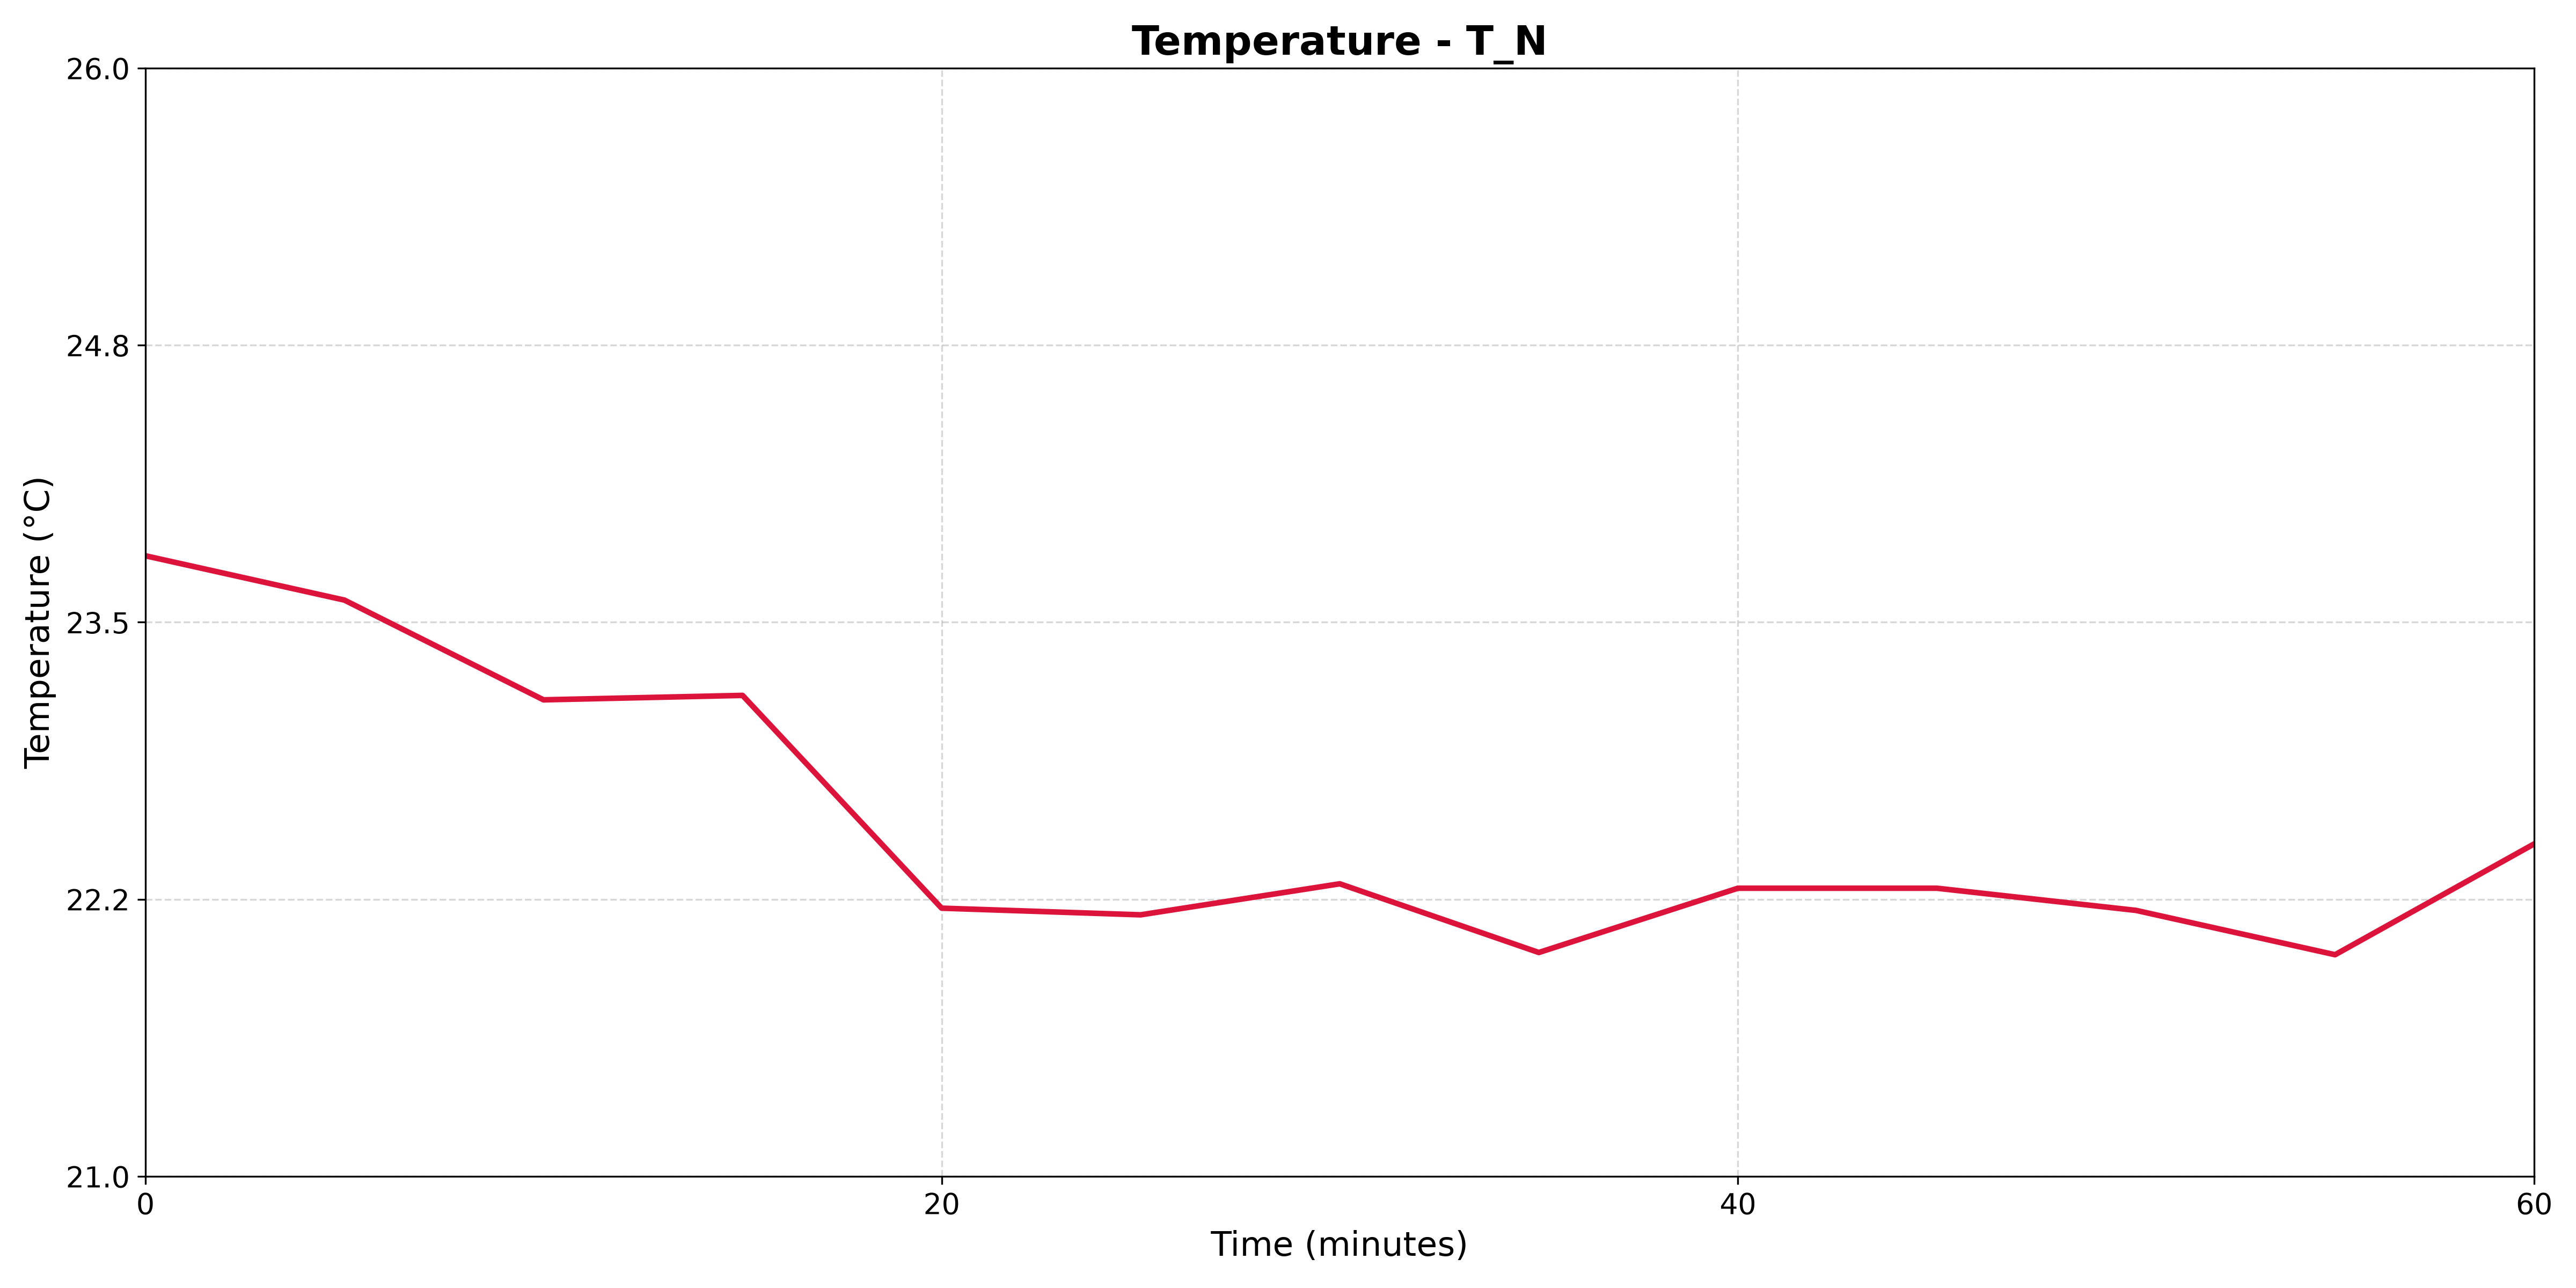 Temperature - T_N
26.0
24.8
23.5
22.2
21.0
Temperature (°C)
0 20 40 60
Time (minutes)